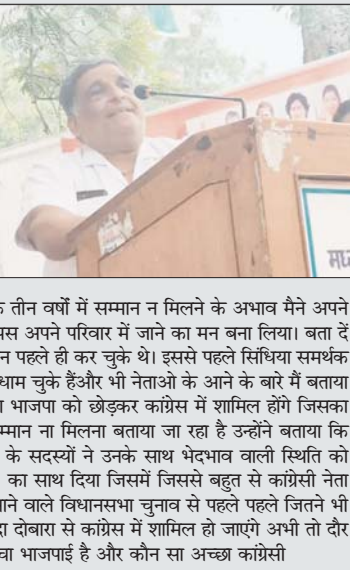 मध्
क तीन वर्षों में सम्मान न मिलने के अभाव मैने अपने
पस अपने परिवार में जाने का मन बना लिया। बता दें
न पहले ही कर चुके थे। इससे पहले सिंधिया समर्थक
धाम चुके हैंऔर भी नेताओ के आने के बारे मैं बताया
ा भाजपा को छोड़कर कांग्रेस में शामिल होंगे जिसका
म्मान ना मिलना बताया जा रहा है उन्होंने बताया कि
के सदस्यों ने उनके साथ भेदभाव वाली स्थिति को
का साथ दिया जिसमें जिससे बहुत से कांग्रेसी नेता
ाने वाले विधानसभा चुनाव से पहले पहले जितने भी
दा दोबारा से कांग्रेस में शामिल हो जाएंगे अभी तो दौर
चा भाजपाई है और कौन सा अच्छा कांग्रेसी